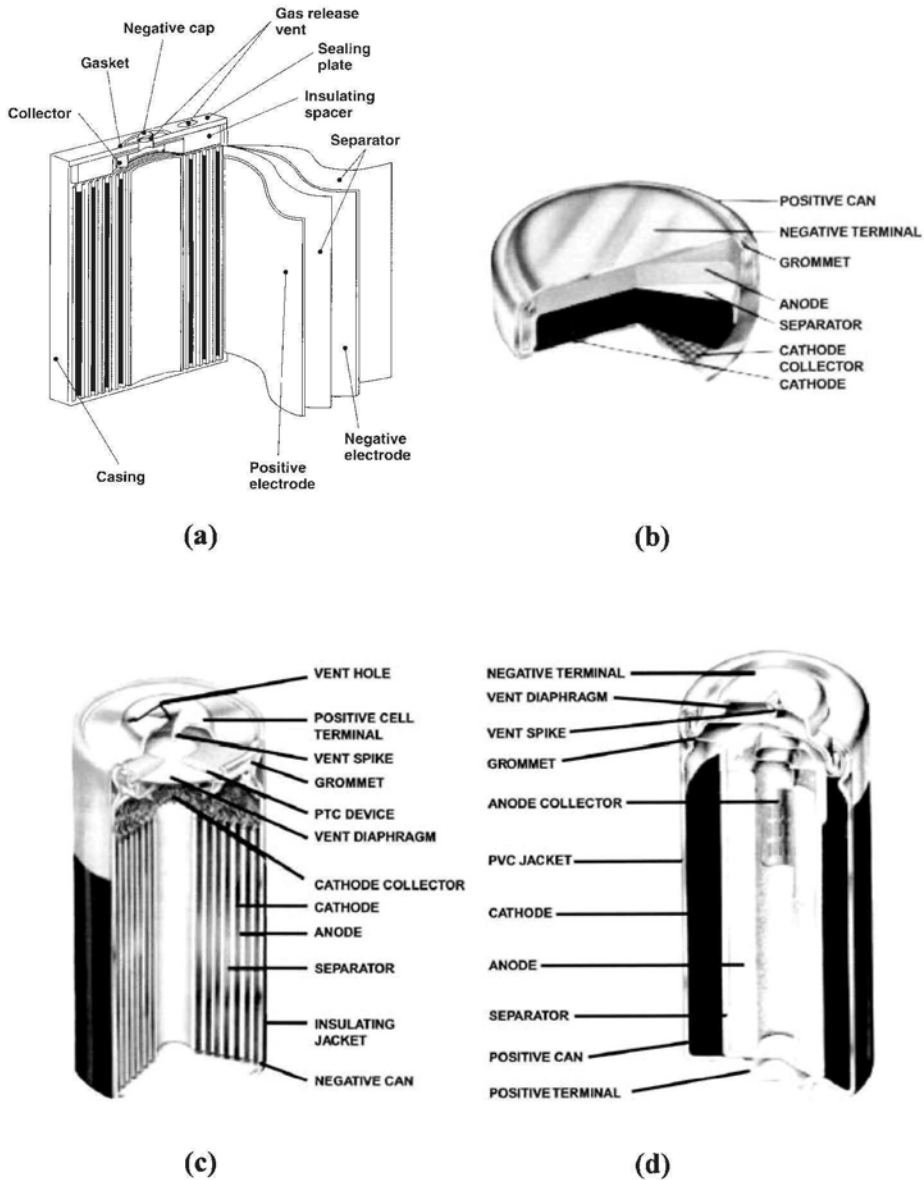 Negative cap
Gas release
vent
Gasket
Sealing
plate
Collector
Insulating
spacer
Separator
Negative
electrode
Positive
electrode
Casing
(a)
POSITIVE CAN
NEGATIVE TERMINAL
GROMMET
ANODE
SEPARATOR
CATHODE
COLLECTOR
CATHODE
(b)
VENT HOLE
POSITIVE CELL
TERMINAL
VENT SPIKE
GROMMET
PTC DEVICE
VENT DIAPHRAGM
CATHODE COLLECTOR
CATHODE
ANODE
SEPARATOR
INSULATING
JACKET
NEGATIVE CAN
(c)
NEGATIVE TERMINAL
VENT DIAPHRAGM
VENT SPIKE
GROMMET
ANODE COLLECTOR
PVC JACKET
CATHODE
ANODE
SEPARATOR
POSITIVE CAN
POSITIVE TERMINAL
(d)